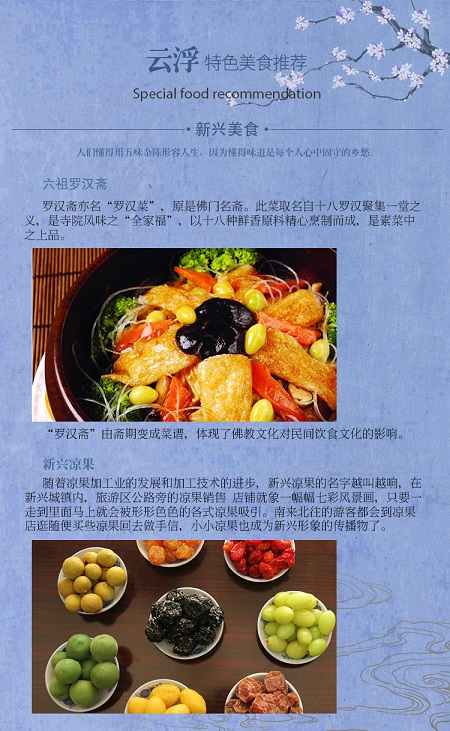 云浮 特色美食推荐
Special food recommendation
·新兴美食·
人们懂得用五味杂陈形容人生，因为懂得味道是每个人心中固守的乡愁。
六祖罗汉斋
罗汉斋亦名“罗汉菜”，原是佛门名斋。此菜取名自十八罗汉聚集一堂之
义，是寺院风味之“全家福”，以十八种鲜香原料精心烹制而成，是素菜中
之上品。
“罗汉斋”由斋期变成菜谱，体现了佛教文化对民间饮食文化的影响。
新兴凉果
随着凉果加工业的发展和加工技术的进步，新兴凉果的名字越叫越响，在
新兴城镇内，旅游区公路旁的凉果销售 店铺就象一幅幅七彩风景画，只要一
走到里面马上就会被形形色色的各式凉果吸引。南来北往的游客都会到凉果
店逛随便买些凉果回去做手信，小小凉果也成为新兴形象的传播物了。